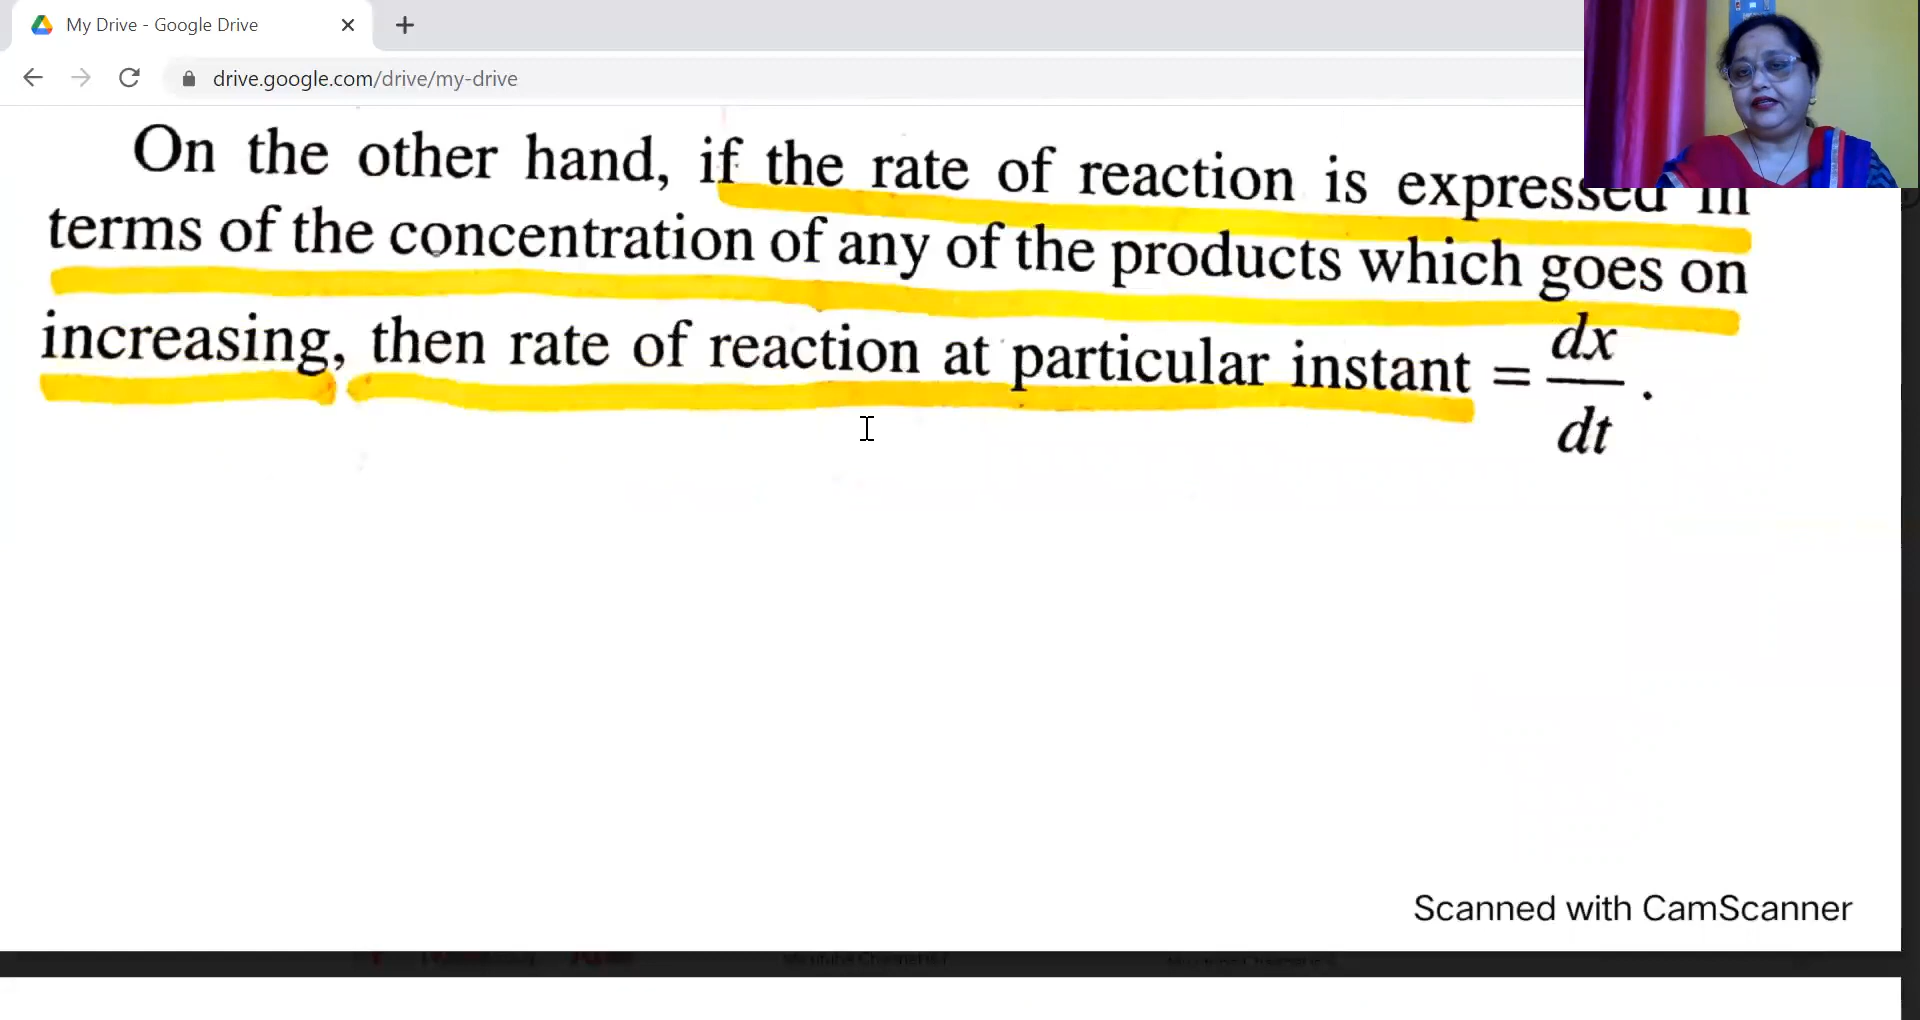 My Drive - Google Drive
drive.google.com/drive/my-drive
On the other hand, if the rate of reaction is expressed in
terms of the concentration of any of the products which goes on
increasing, then rate of reaction at particular instant = dx/dt.
Scanned with CamScanner